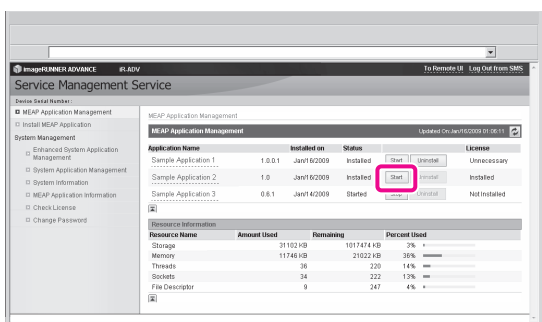 imageRUNNER ADVANCE iR-ADV To Remote UI Log Out from SMS
Service Management Service
Device Serial Number :
MEAP Application Management
Install MEAP Application
System Management
Enhanced System Application
Management
System Application Management
System Information
MEAP Application Information
Check License
Change Password
MEAP Application Management
MEAP Application Management Updated On:Jan/16/2009 01:06:11
Application Name Installed on Status License
Sample Application 1 1.0.0.1 Jan/16/2009 Installed Start Uninstall Unnecessary
Sample Application 2 1.0 Jan/16/2009 Installed Start Uninstall Installed
Sample Application 3 0.6.1 Jan/14/2009 Started Stop Uninstall Not Installed
Resource Information
Resource Name Amount Used Remaining Percent Used
Storage 31102 KB 1017474 KB 3%
Memory 11746 KB 21022 KB 36%
Threads 36 220 14%
Sockets 34 222 13%
File Descriptor 9 247 4%